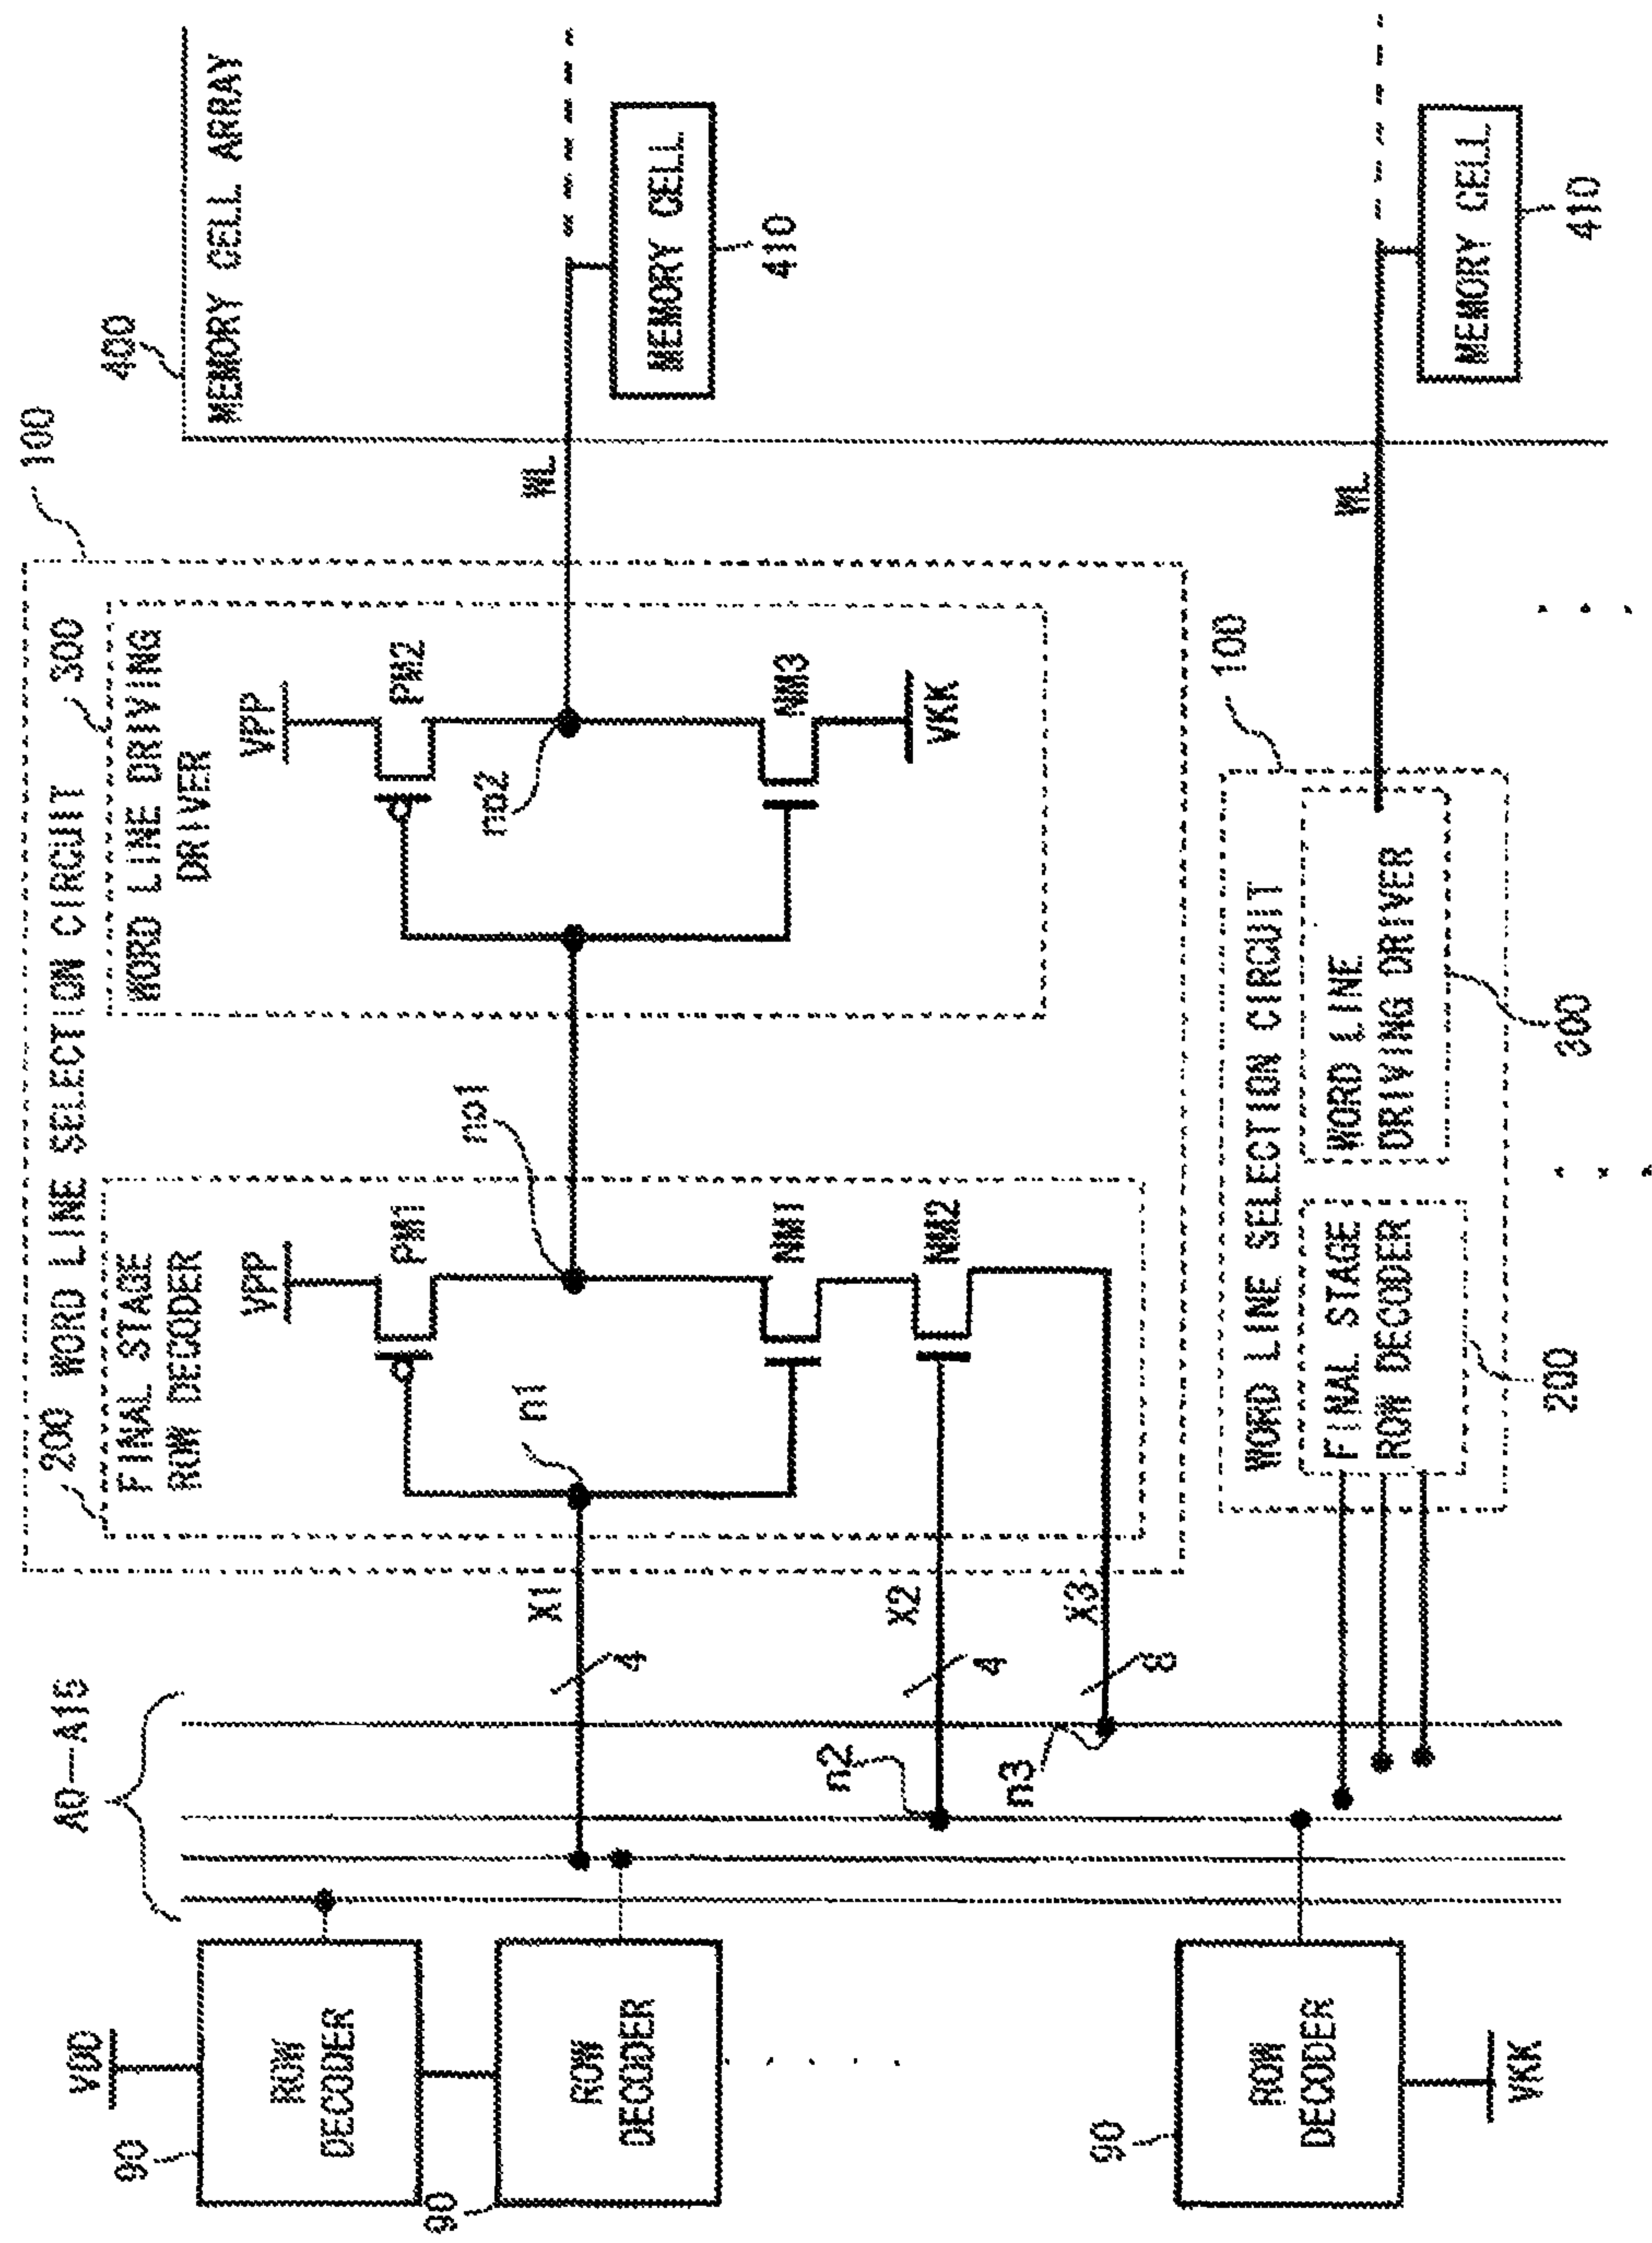 100
400
200 WORD LINE SELECTION CIRCUIT 300
MEMORY CELL ARRAY
A0—A15
VDD
90
FINAL STAGE
ROW DECODER
WORD LINE DRIVING
DRIVER
VPP
VPP
ROW
DECODER
PM1
PM2
90
n1
no1
no2
WL
X1
4
ROW
DECODER
MEMORY CELL
410
NM1
NM3
n2
X2
4
NM2
VKK
n3
X3
8
90
100
WORD LINE SELECTION CIRCUIT
ROW
DECODER
FINAL STAGE
ROW DECODER
WORD LINE
DRIVING DRIVER
WL
MEMORY CELL
VKK
200
300
410